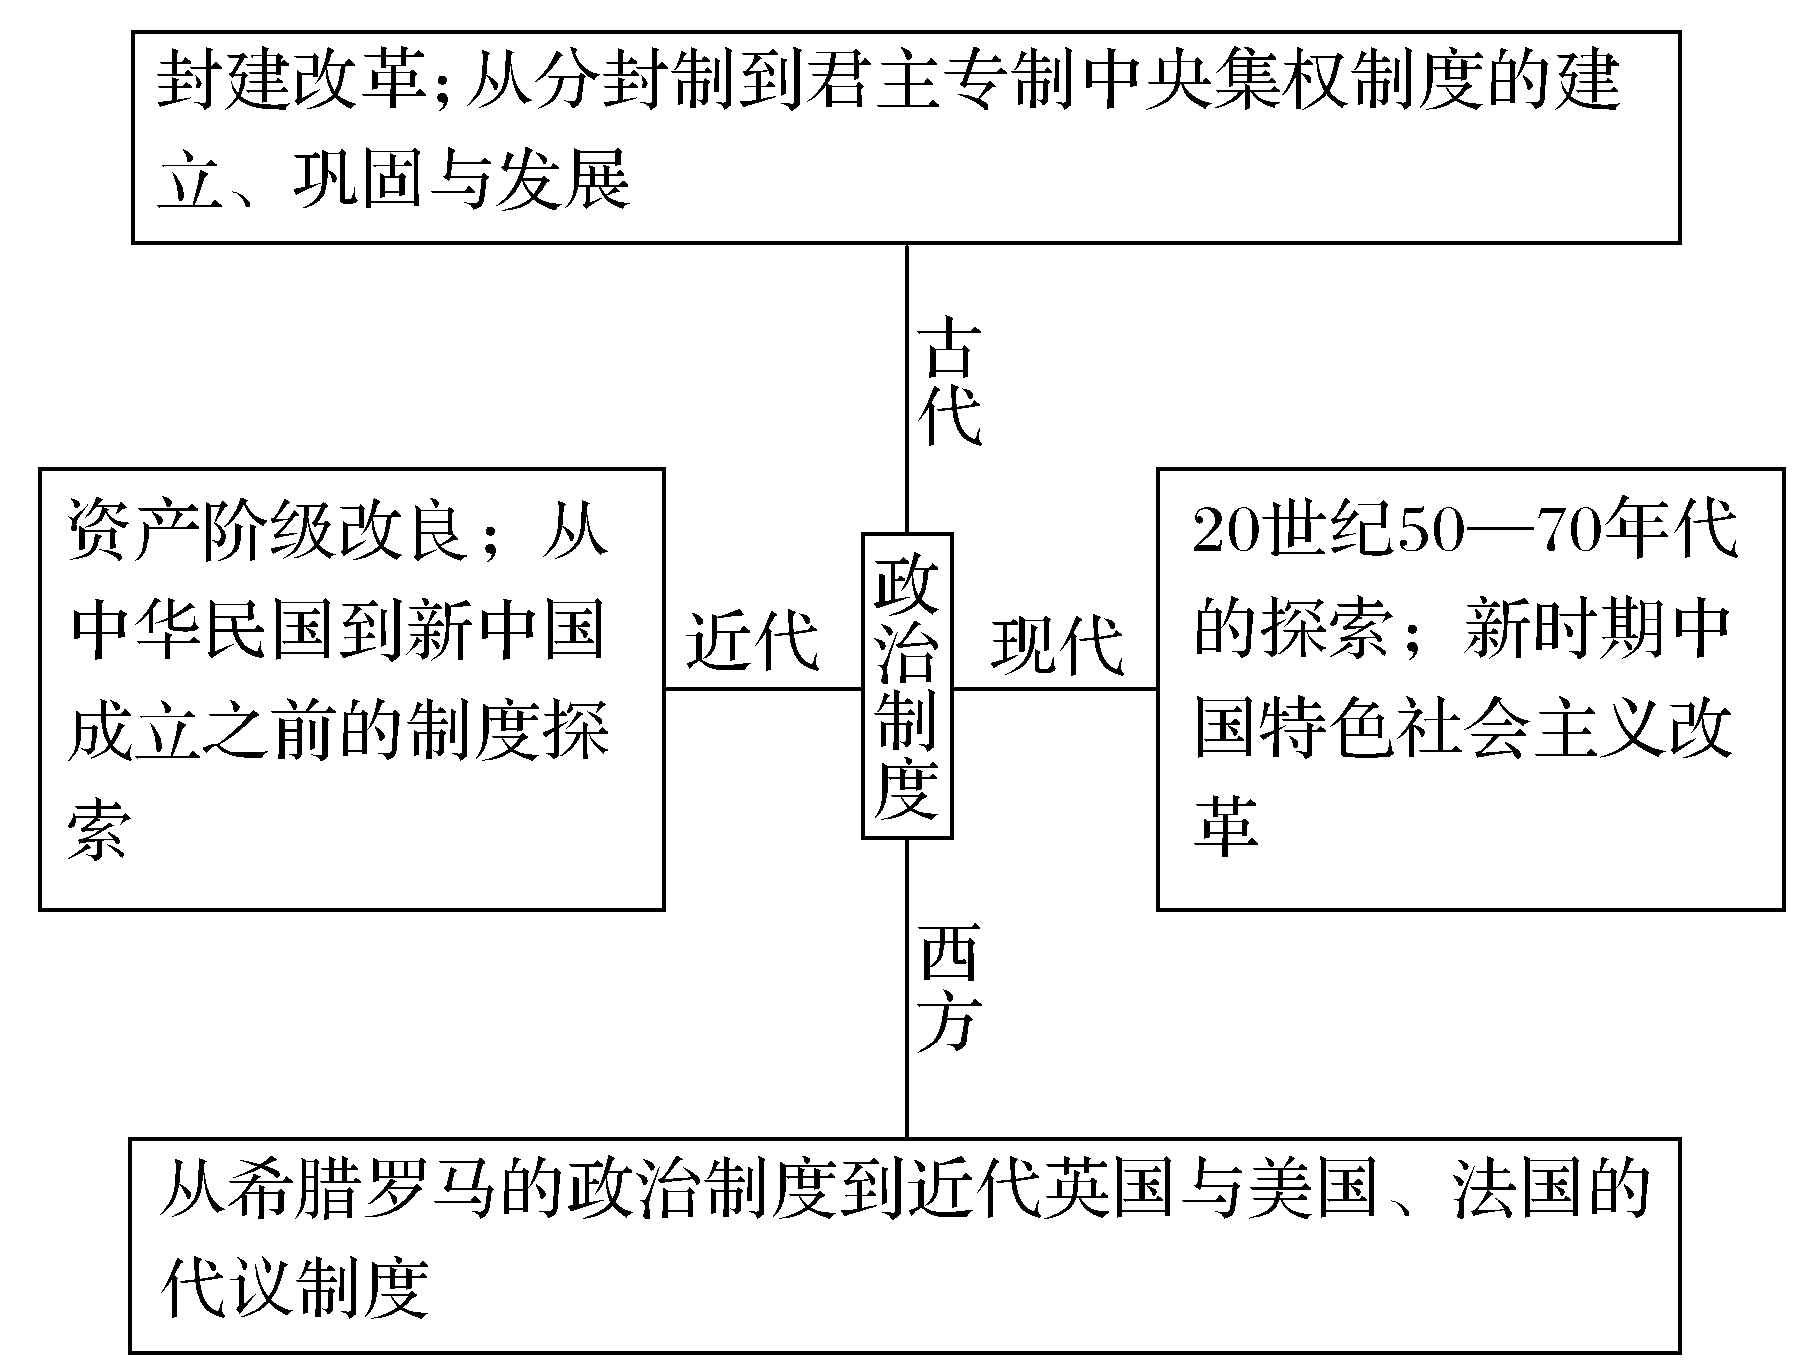 封建改革;从分封制到君主专制中央集权制度的建
立、巩固与发展
古代
资产阶级改良；从
中华民国到新中国
成立之前的制度探
索
近代
政治制度
现代
20世纪50—70年代
的探索；新时期中
国特色社会主义改
革
西方
从希腊罗马的政治制度到近代英国与美国、法国的
代议制度